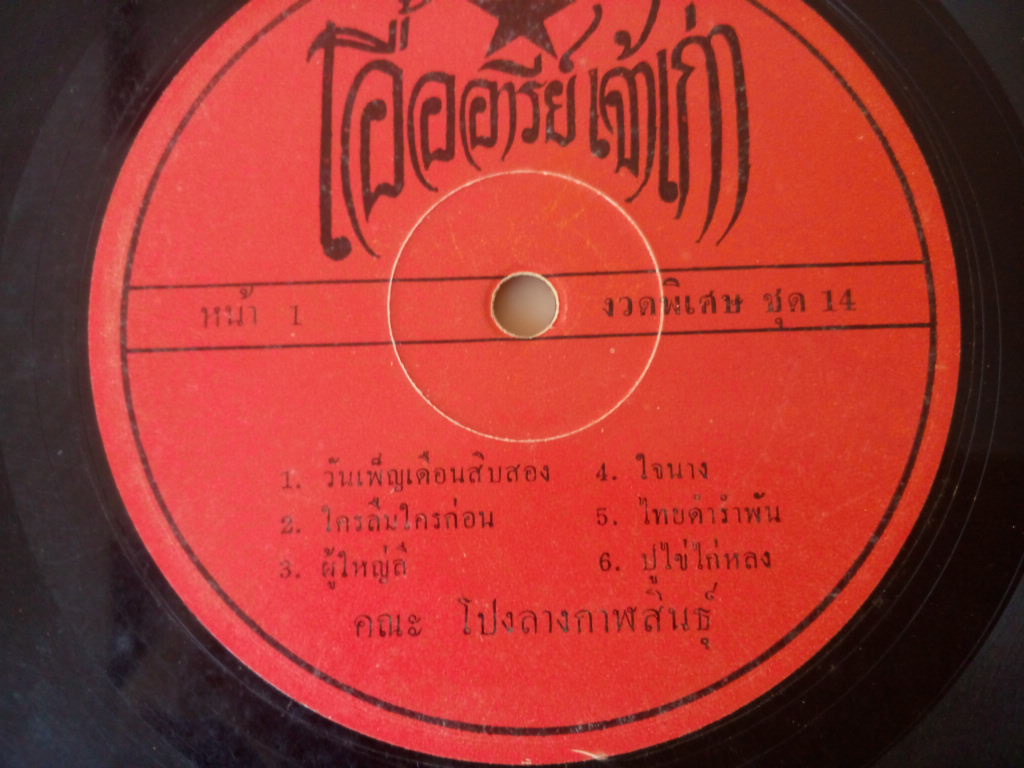 เอื้ออารีย์ เจ้าเก่า
หน้า 1
งวดพิเศษ ชุด 14
1. วันเพ็ญเดือนสิบสอง
2. ใครลืมใครก่อน
3. ผู้ใหญ่ลี
4. ใจนาง
5. ไทยดำรำพัน
6. ปูไข่ไก่หลง
คณะ โปงลางกาฬสินธุ์